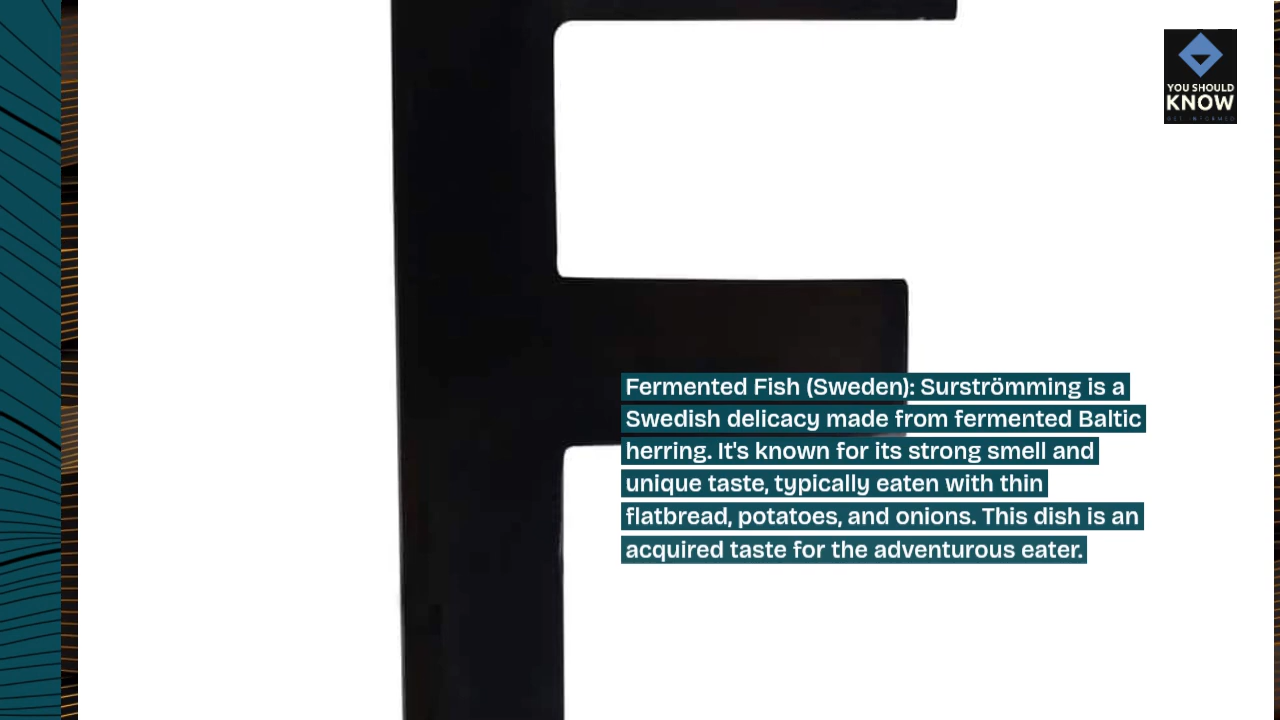 YOU SHOULD
KNOW
GET INFORMED
F
Fermented Fish (Sweden): Surströmming is a
Swedish delicacy made from fermented Baltic
herring. It's known for its strong smell and
unique taste, typically eaten with thin
flatbread, potatoes, and onions. This dish is an
acquired taste for the adventurous eater.